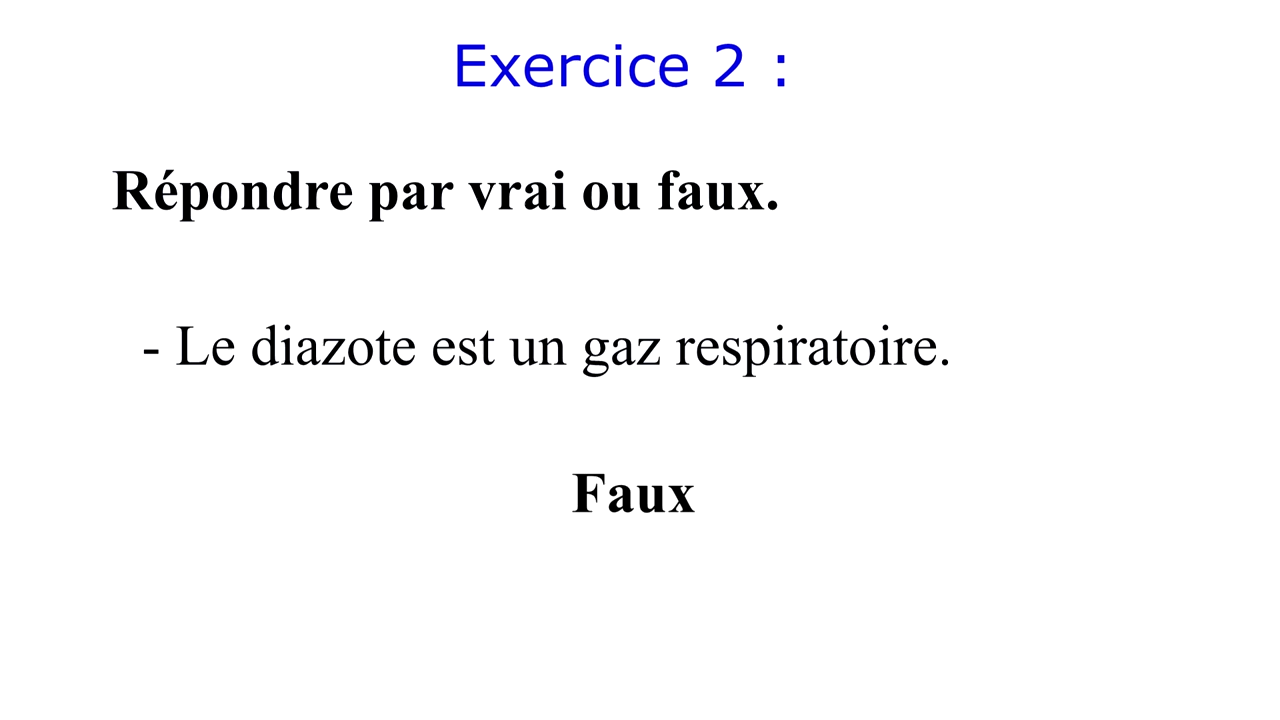 Exercice 2 :
Répondre par vrai ou faux.
- Le diazote est un gaz respiratoire.
Faux